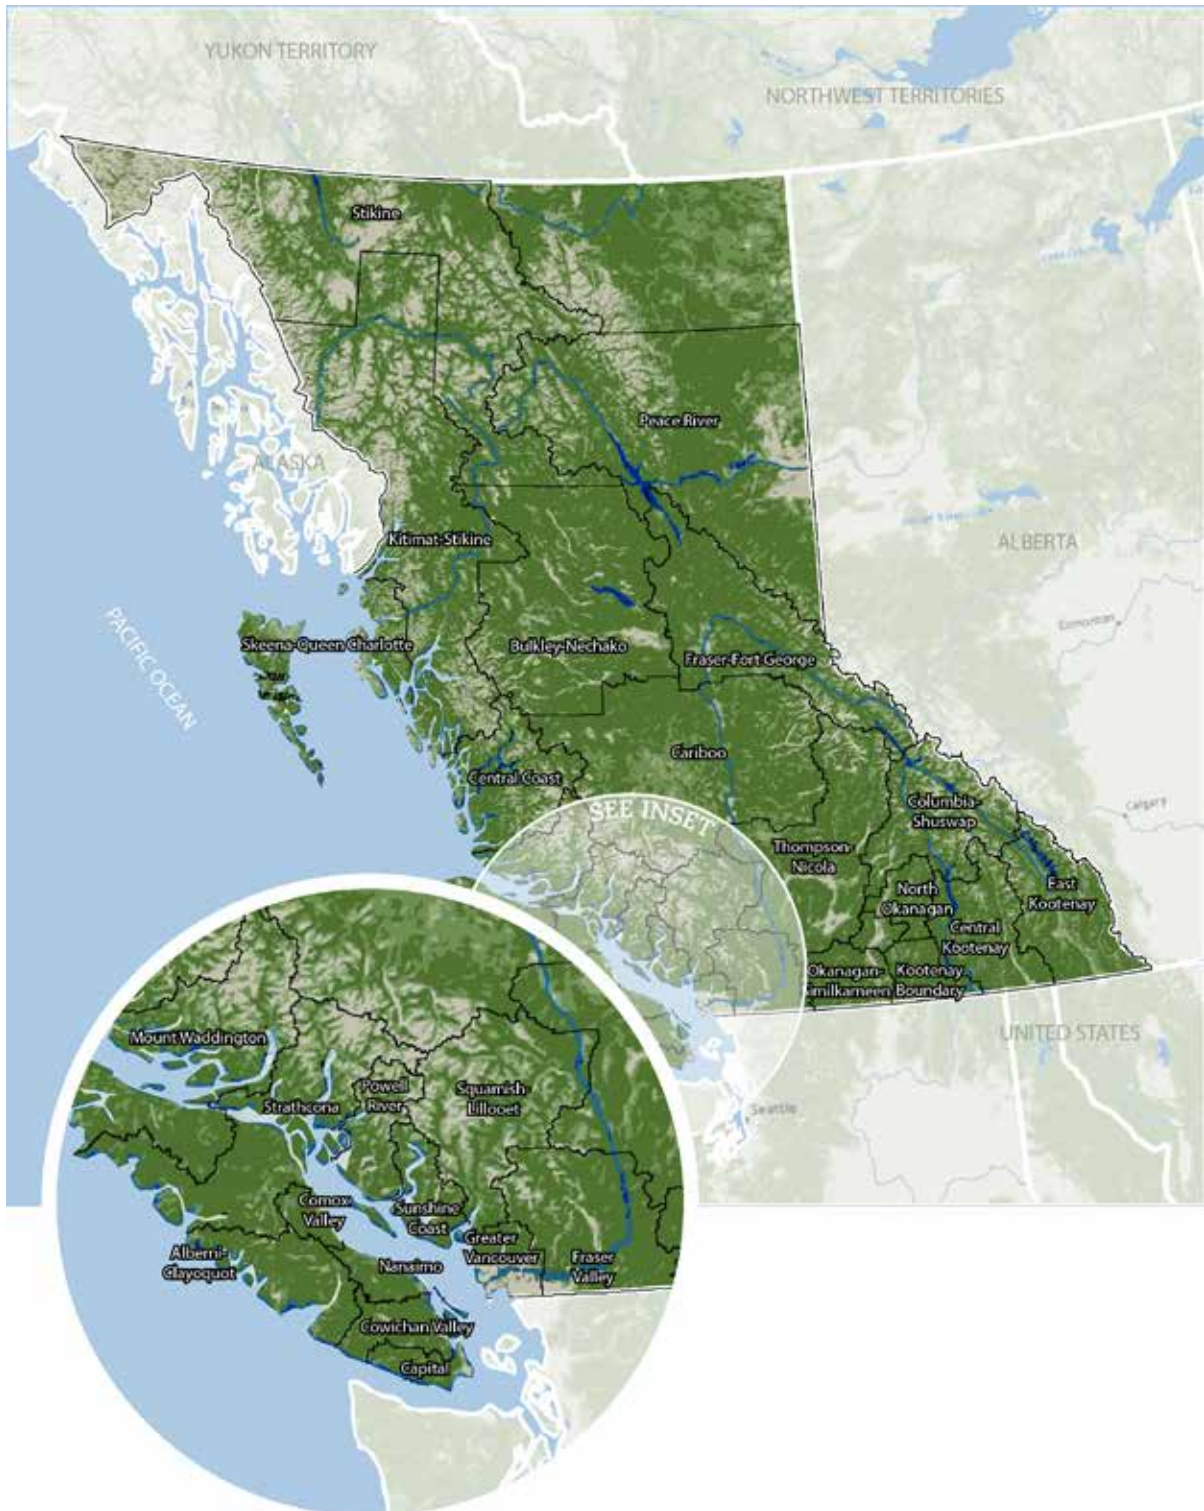 YUKON TERRITORY
NORTHWEST TERRITORIES
Stikine
Peace River
ALASKA
Kitimat-Stikine
ALBERTA
PACIFIC OCEAN
Edmonton
Skeena-Queen Charlotte
Bulkley-Nechako
Fraser-Fort George
Cariboo
Central Coast
Columbia-
Shuswap
Calgary
SEE INSET
Thompson-
Nicola
North
Okanagan
East
Kootenay
Central
Kootenay
Okanagan-
Similkameen
Kootenay
Boundary
UNITED STATES
Seattle
Mount Waddington
Strathcona
Powell
River
Squamish-
Lillooet
Comox-
Valley
Sunshine
Coast
Greater
Vancouver
Fraser
Valley
Alberni-
Clayoquot
Nanaimo
Cowichan Valley
Capital